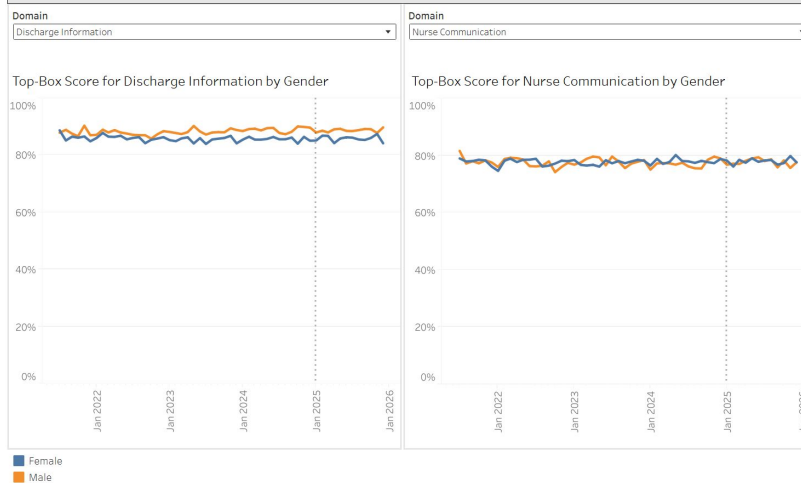 Domain
Discharge Information
Top-Box Score for Discharge Information by Gender
100%
80%
60%
40%
20%
0%
Jan 2022
Jan 2023
Jan 2024
Jan 2025
Jan 2026
Domain
Nurse Communication
Top-Box Score for Nurse Communication by Gender
100%
80%
60%
40%
20%
0%
Jan 2022
Jan 2023
Jan 2024
Jan 2025
Female
Male